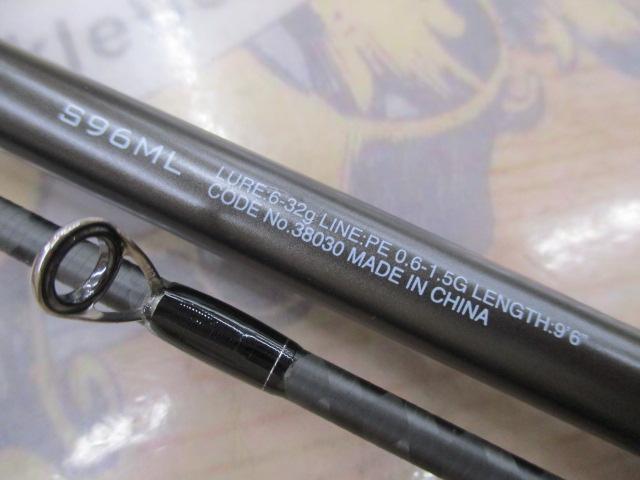 S96ML
LURE:6-32g LINE:PE 0.6-1.5G LENGTH:9'6"
CODE No.38030 MADE IN CHINA